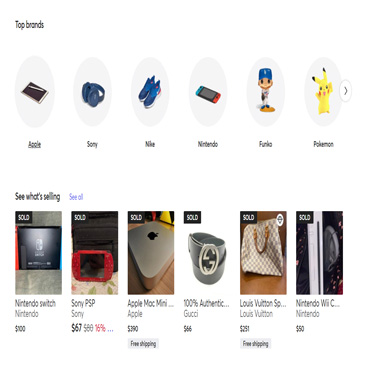 Top brands
Apple
Sony
Nike
Nintendo
Funko
Pokemon
See what's selling
See all
SOLD
SOLD
SOLD
SOLD
SOLD
SOLD
Nintendo switch
Nintendo
$100
Sony PSP
Sony
$67 $80 16% ...
Apple Mac Mini ...
Apple
$390
Free shipping
100% Authentic...
Gucci
$66
Louis Vuitton Sp...
Louis Vuitton
$251
Free shipping
Nintendo Wii C...
Nintendo
$50